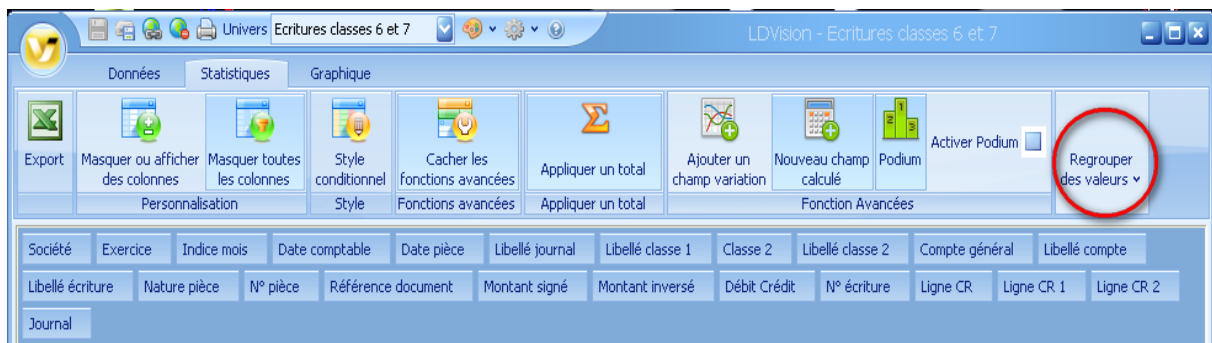 Univers Ecritures classes 6 et 7
LDVision - Ecritures classes 6 et 7
Données Statistiques Graphique
Export
Masquer ou afficher
des colonnes
Masquer toutes
les colonnes
Style
conditionnel
Cacher les
fonctions avancées
Appliquer un total
Ajouter un
champ variation
Nouveau champ
calculé
Podium
Activer Podium
Regrouper
des valeurs
Personnalisation Style Fonctions avancées Appliquer un total Fonction Avancées
Société Exercice Indice mois Date comptable Date pièce Libellé journal Libellé classe 1 Classe 2 Libellé classe 2 Compte général Libellé compte
Libellé écriture Nature pièce N° pièce Référence document Montant signé Montant inversé Débit Crédit N° écriture Ligne CR Ligne CR 1 Ligne CR 2
Journal